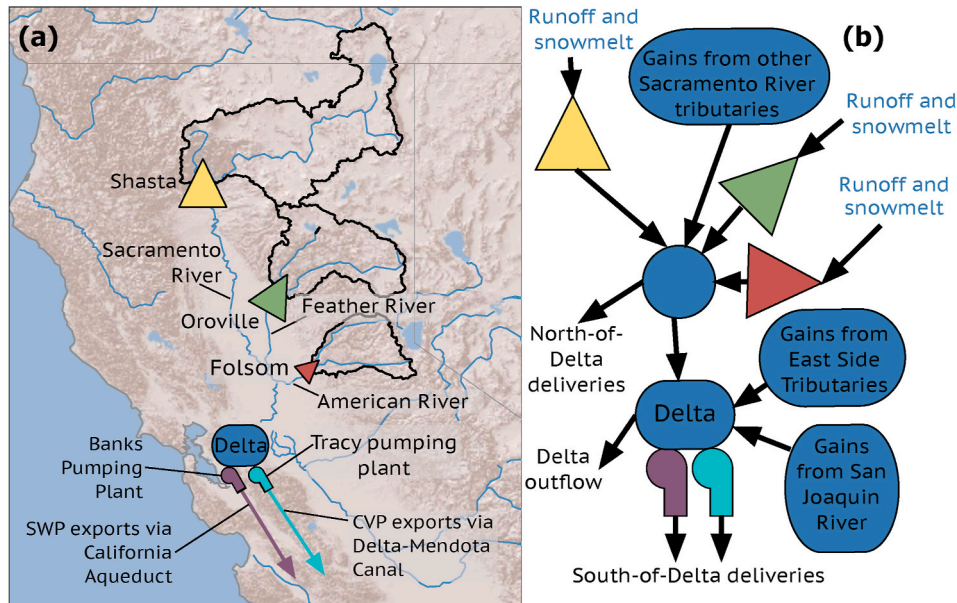 (a)
Shasta
Sacramento
River
Oroville
Feather River
Folsom
American River
Banks
Pumping
Plant
Delta
Tracy pumping
plant
SWP exports via
California
Aqueduct
CVP exports via
Delta-Mendota
Canal
(b)
Runoff and
snowmelt
Gains from other
Sacramento River
tributaries
Runoff and
snowmelt
Runoff and
snowmelt
North-of-
Delta
deliveries
Gains from
East Side
Tributaries
Delta
Delta
outflow
Gains
from San
Joaquin
River
South-of-Delta deliveries